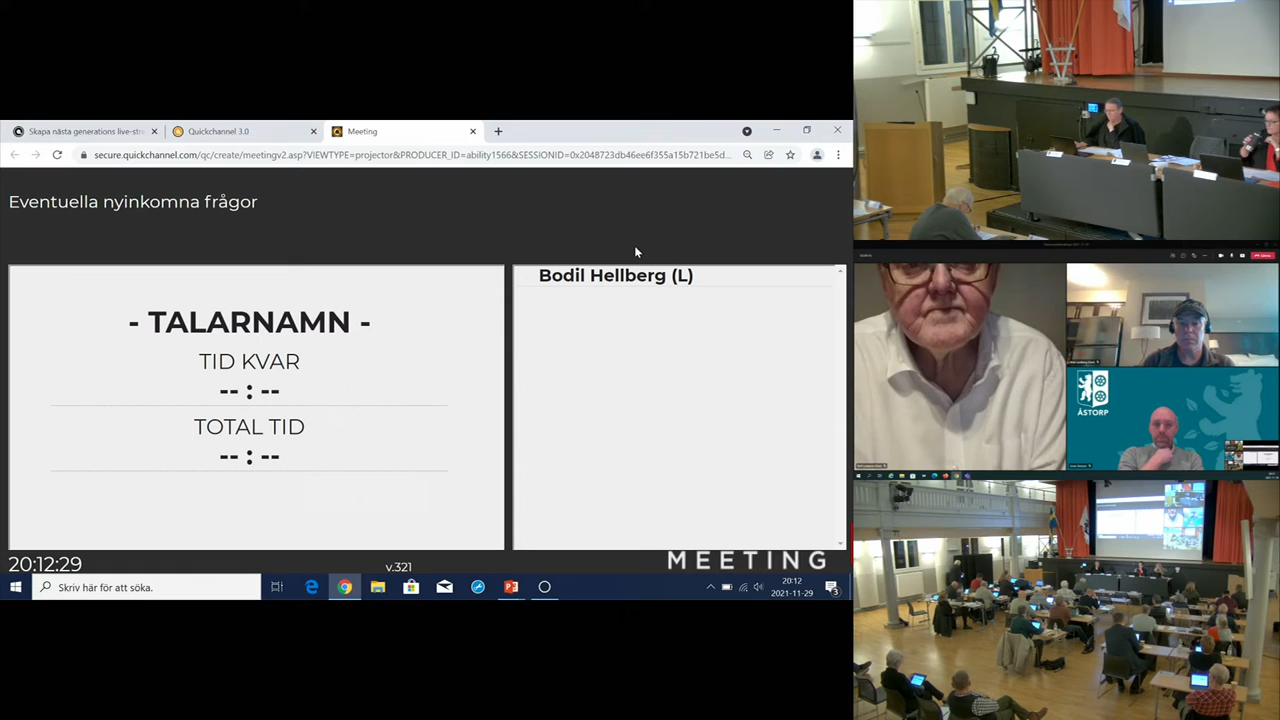 Skapa nästa generations live-stre
Quickchannel 3.0
Meeting
secure.quickchannel.com/qc/create/meetingv2.asp?VIEWTYPE=projector&PRODUCER_ID=ability1566&SESSIONID=0x2048723db46ee6f355a15b721be5d...
Eventuella nyinkomna frågor
- TALARNAMN -
TID KVAR
-- : --
TOTAL TID
-- : --
Bodil Hellberg (L)
20:12:29
v.321
MEETING
Skriv här för att söka.
20:12
2021-11-29
3
ÅSTORP